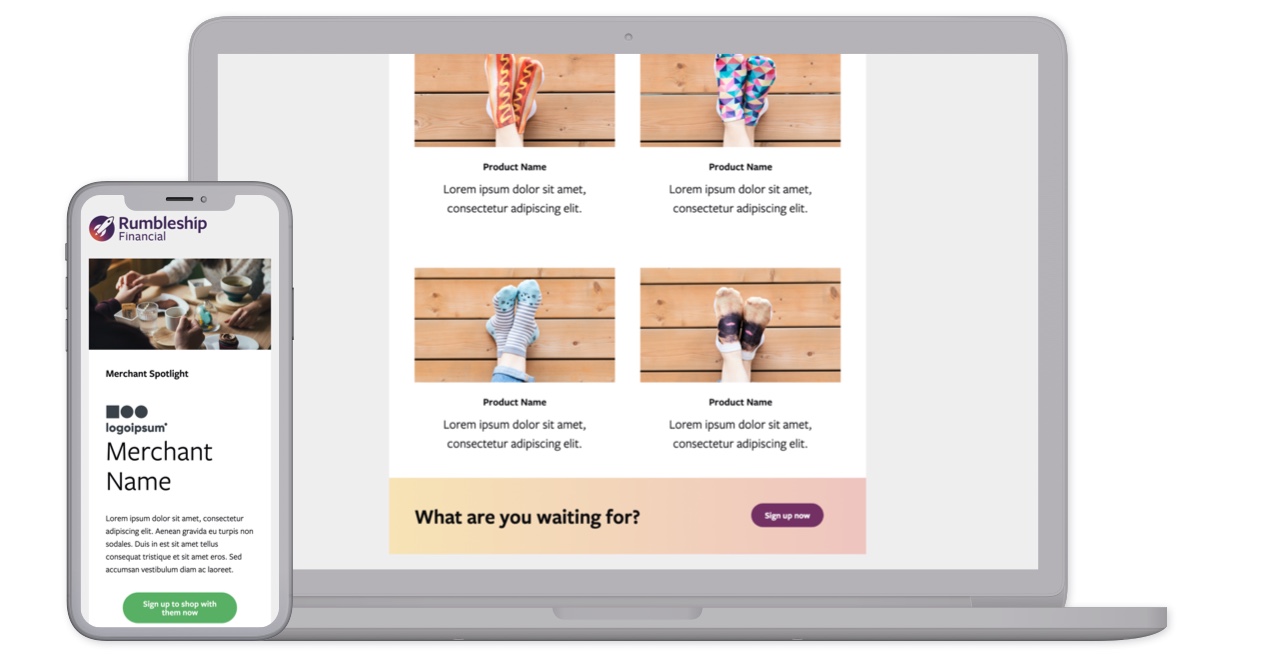 Rumbleship
Financial
Merchant Spotlight
logoipsum®
Merchant
Name
Lorem ipsum dolor sit amet, consectetur
adipiscing elit. Aenean gravida eu turpis non
sodales. Duis in est sit amet tellus
consequat tristique et sit amet eros. Sed
accumsan vestibulum diam ac laoreet.
Sign up to shop with
them now
Product Name
Lorem ipsum dolor sit amet,
consectetur adipiscing elit.
Product Name
Lorem ipsum dolor sit amet,
consectetur adipiscing elit.
Product Name
Lorem ipsum dolor sit amet,
consectetur adipiscing elit.
Product Name
Lorem ipsum dolor sit amet,
consectetur adipiscing elit.
What are you waiting for?
Sign up now